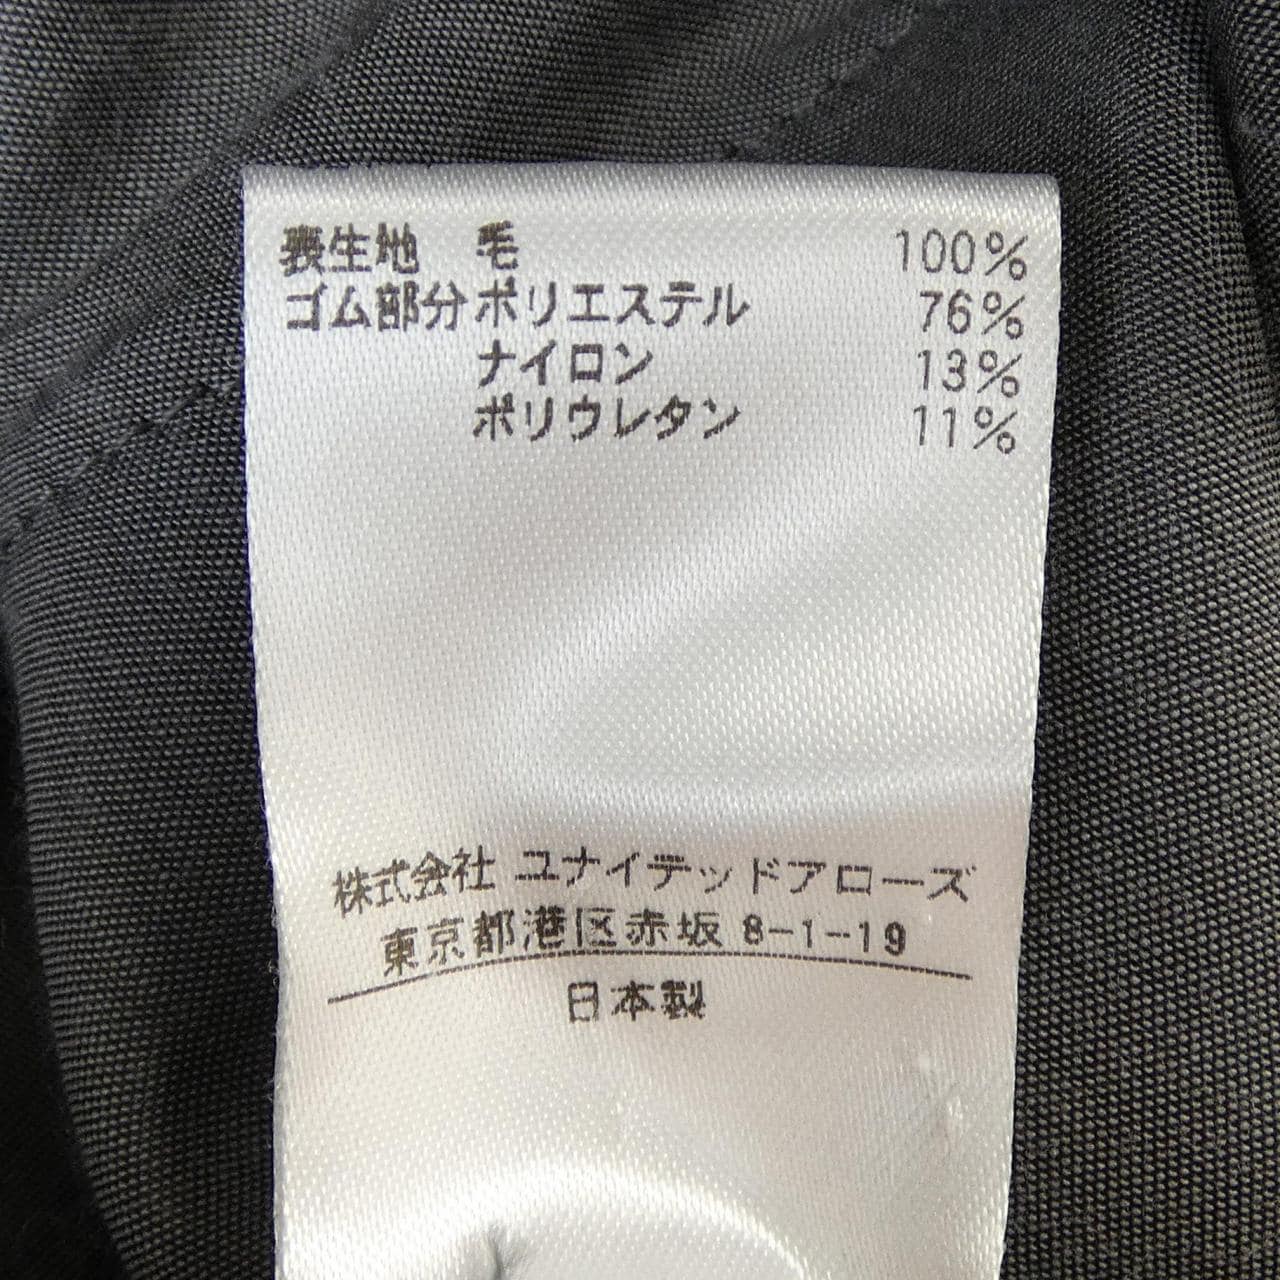 表生地 毛 100%
ゴム部分 ポリエステル 76%
ナイロン 13%
ポリウレタン 11%
株式会社 ユナイテッドアローズ
東京都港区赤坂 8-1-19
日本製